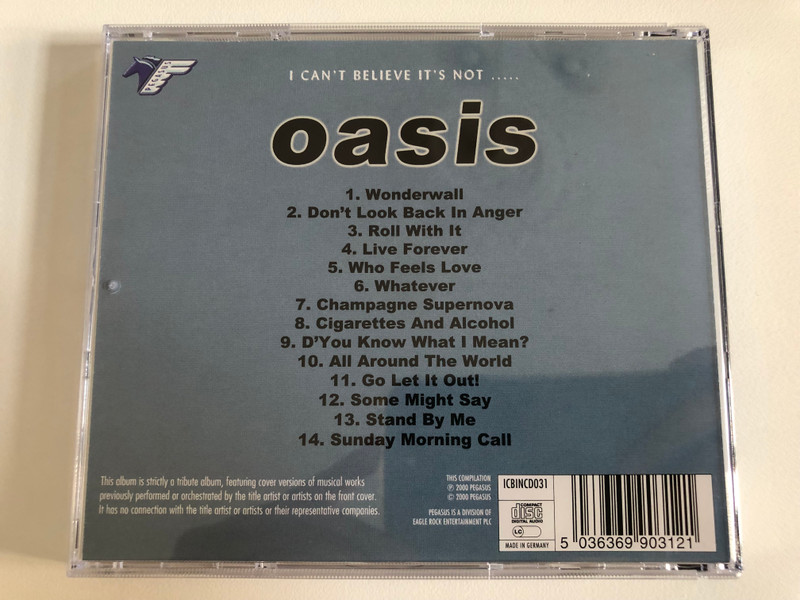 PEGASUS
I CAN'T BELIEVE IT'S NOT .....
oasis
1. Wonderwall
2. Don't Look Back In Anger
3. Roll With It
4. Live Forever
5. Who Feels Love
6. Whatever
7. Champagne Supernova
8. Cigarettes And Alcohol
9. D'You Know What I Mean?
10. All Around The World
11. Go Let It Out!
12. Some Might Say
13. Stand By Me
14. Sunday Morning Call
This album is strictly a tribute album, featuring cover versions of musical works
previously performed or orchestrated by the title artist or artists on the front cover.
It has no connection with the title artist or artists or their representative companies.
THIS COMPILATION
℗ 2000 PEGASUS
© 2000 PEGASUS
PEGASUS IS A DIVISION OF
EAGLE ROCK ENTERTAINMENT PLC
ICBINCD031
COMPACT
disc
DIGITAL AUDIO
LC
MADE IN GERMANY
5 036369 903121